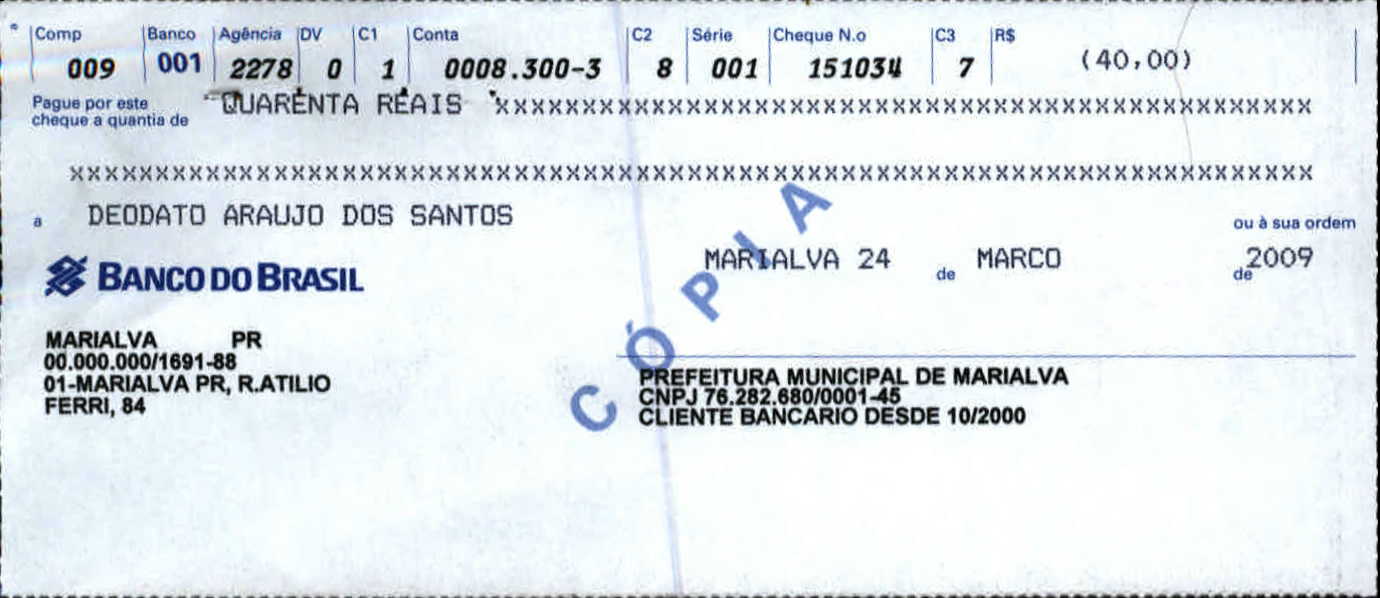 Comp Banco Agência DV C1 Conta C2 Série Cheque N.o C3 R$
009 001 2278 0 1 0008.300-3 8 001 151034 7 (40,00)
Pague por este
cheque a quantia de QUARENTA REAIS XXXXXXXXXXXXXXXXXXXXXXXXXXXXXXXXXXXXXXXXXXXXXXXX
XXXXXXXXXXXXXXXXXXXXXXXXXXXXXXXXXXXXXXXXXXXXXXXXXXXXXXXXXXXXXXXXXXXXXXXXX
a DEODATO ARAUJO DOS SANTOS ou à sua ordem
MARIALVA 24 de MARCO de 2009
BANCO DO BRASIL
MARIALVA PR
00.000.000/1691-88
01-MARIALVA PR, R.ATILIO
FERRI, 84
CÓPIA
PREFEITURA MUNICIPAL DE MARIALVA
CNPJ 76.282.680/0001-45
CLIENTE BANCARIO DESDE 10/2000